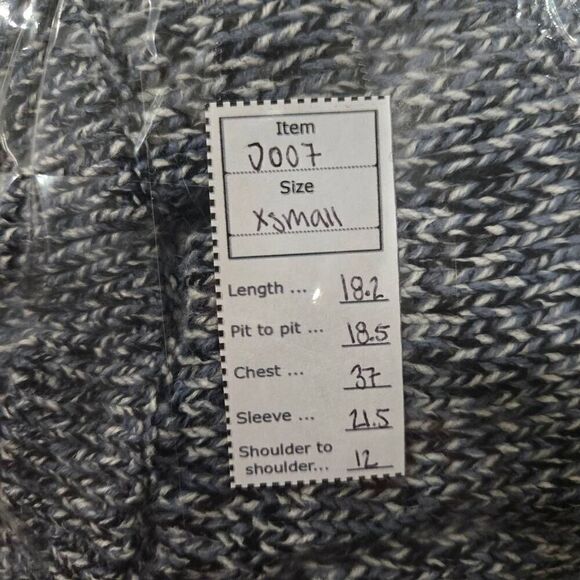 Item
J007
Size
Xsmall
Length ... 18.2
Pit to pit ... 18.5
Chest ... 37
Sleeve ... 21.5
Shoulder to
shoulder... 12